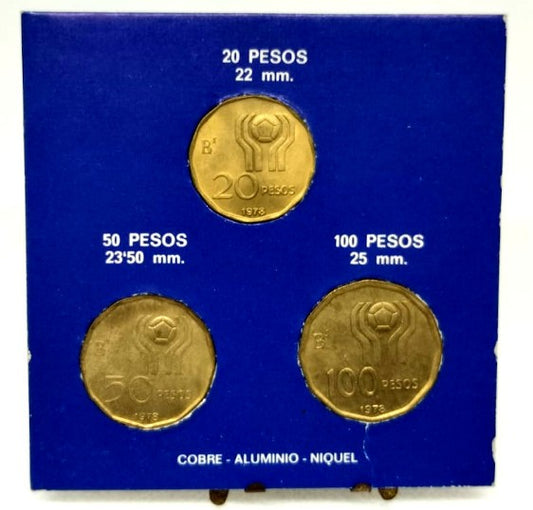 20 PESOS
22 mm.
20 PESOS
1978
50 PESOS
23'50 mm.
50 PESOS
1978
100 PESOS
25 mm.
100 PESOS
1978
COBRE - ALUMINIO - NIQUEL